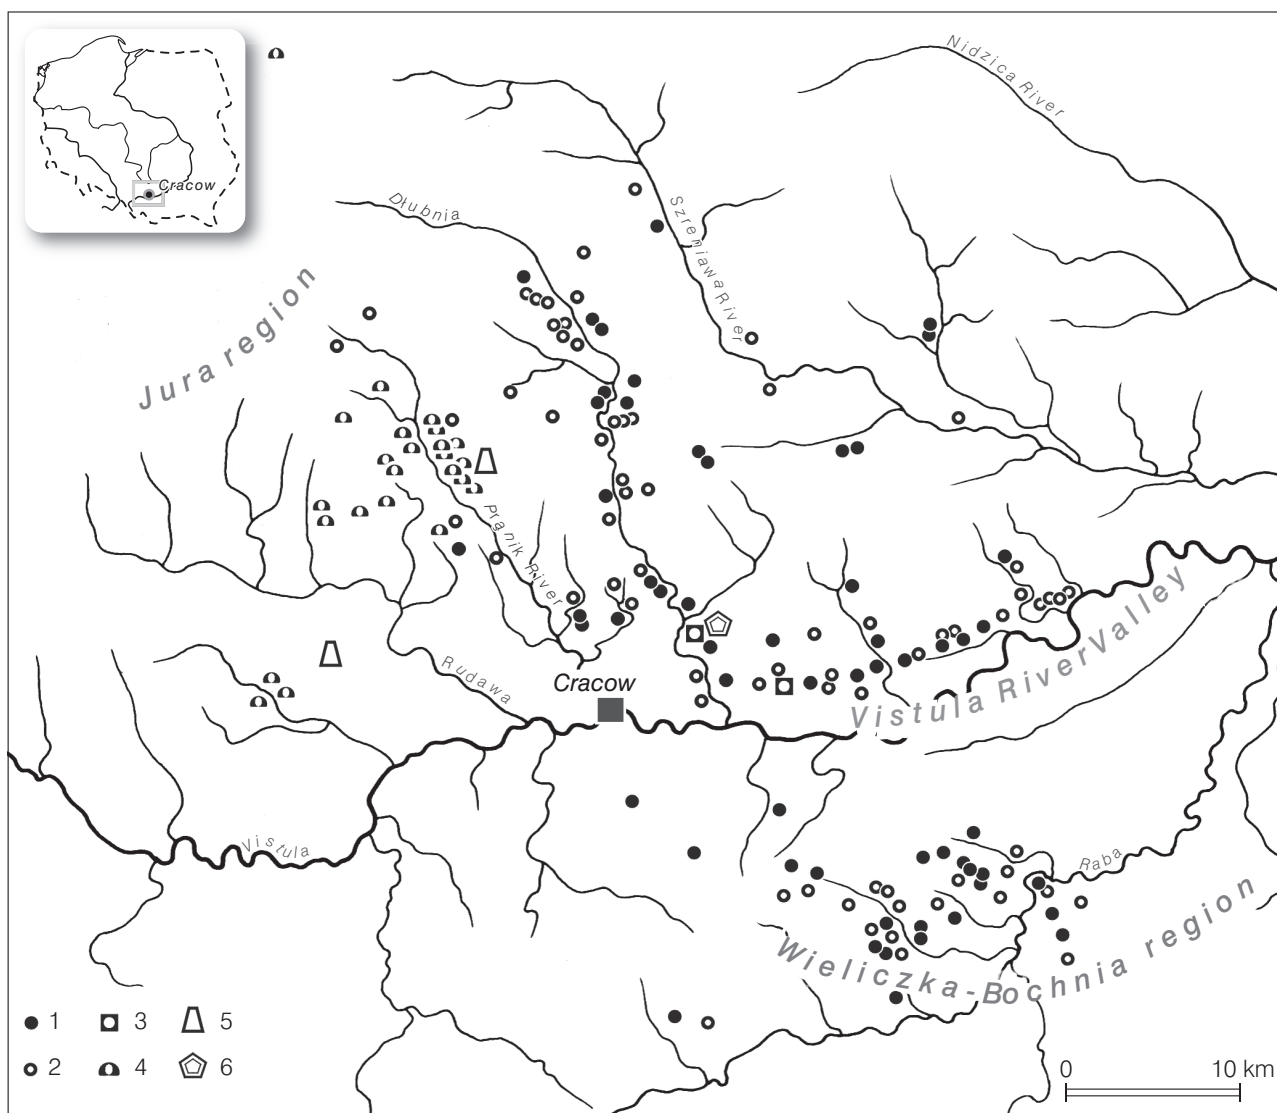 Nidzica River
Cracow
Dłubnia
Szreniawa River
Jura region
Prądnik River
Rudawa
Cracow
Vistula River Valley
Vistula
Raba
Wieliczka-Bochnia region
1 3 5
2 4 6
0 10 km